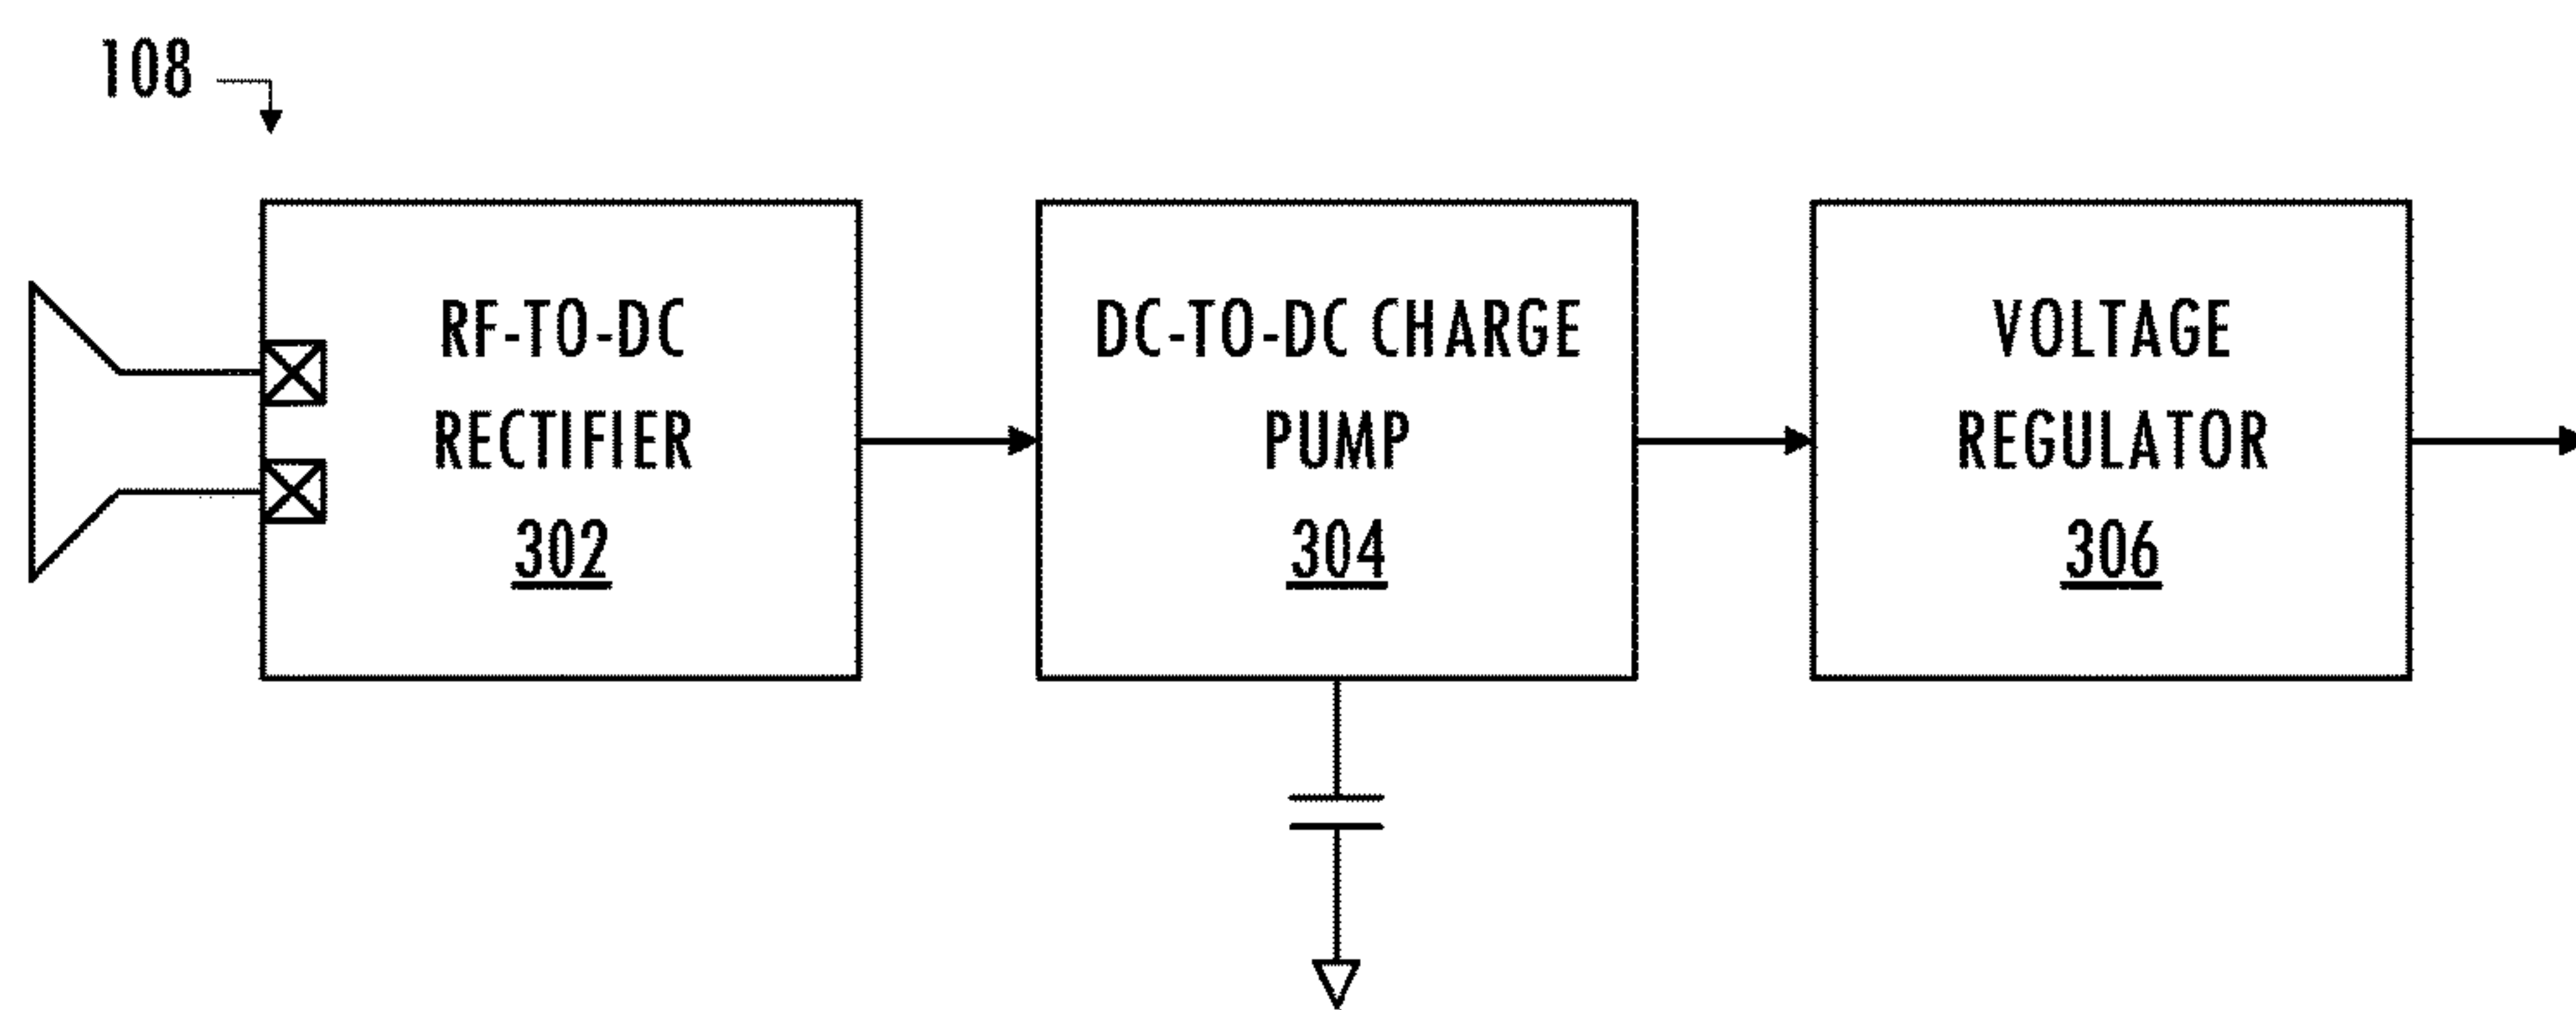 108
RF-TO-DC
RECTIFIER
302
DC-TO-DC CHARGE
PUMP
304
VOLTAGE
REGULATOR
306